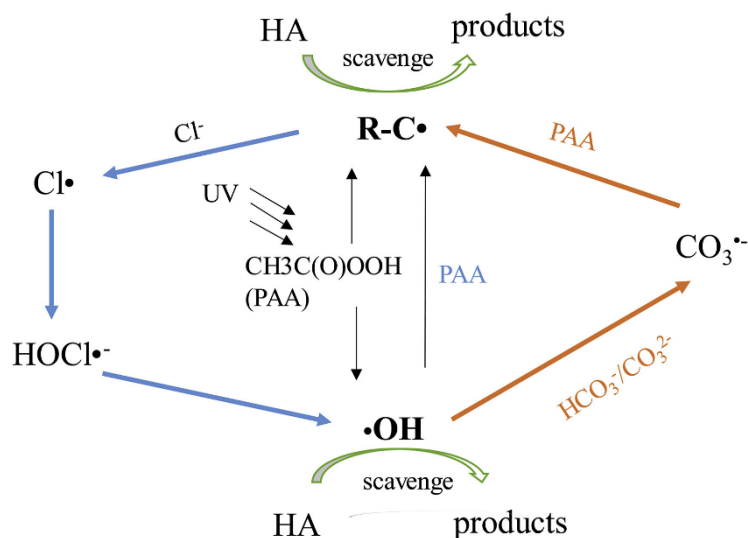 HA products
scavenge
R-C•
Cl⁻
PAA
Cl•
UV
CO₃•⁻
CH3C(O)OOH
(PAA)
PAA
HOCl•⁻
HCO₃⁻/CO₃²⁻
•OH
scavenge
HA products